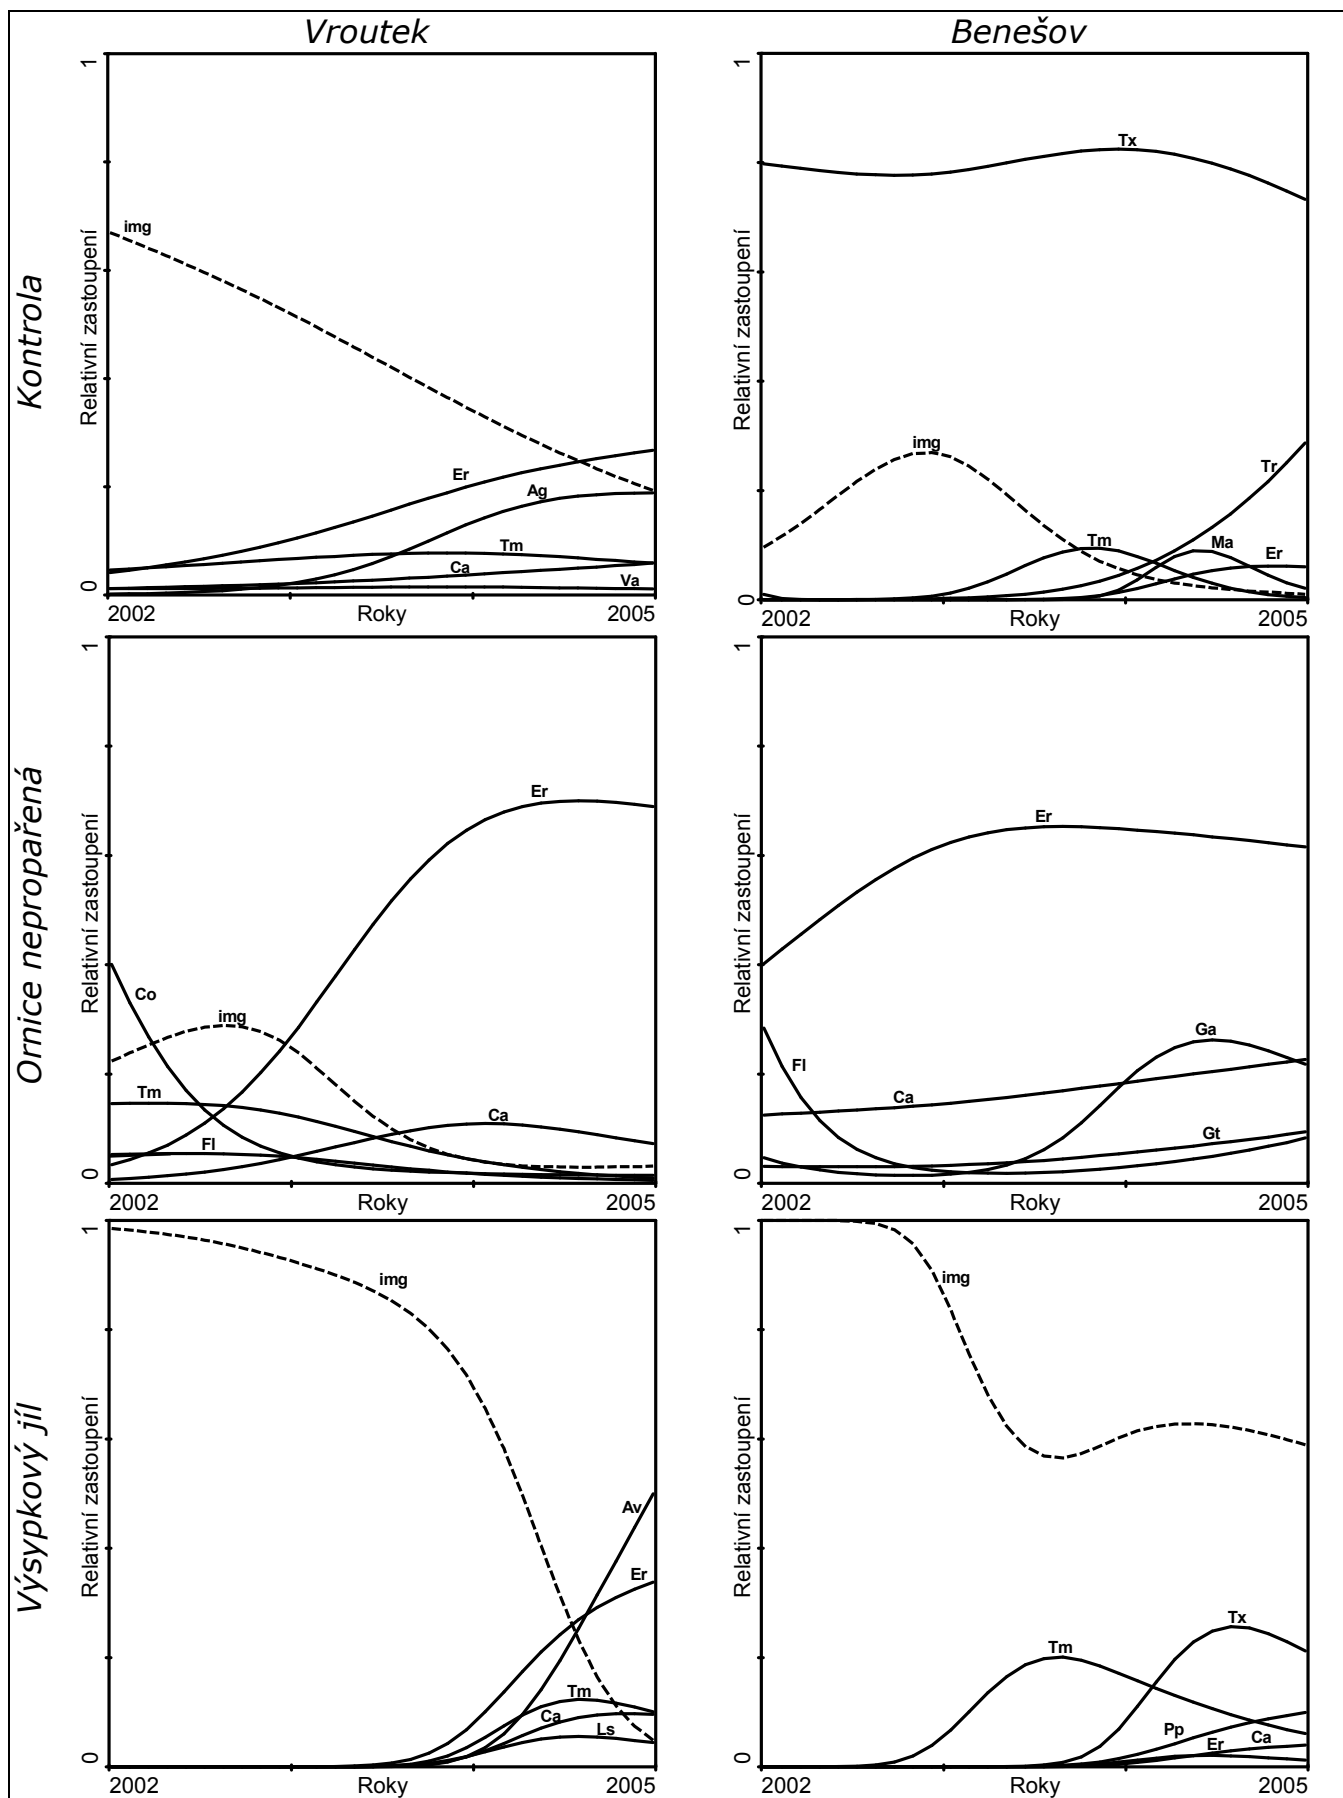 Vroutek
Benešov
Kontrola
Relativní zastoupení
1
0
img
Er
Ag
Tm
Ca
Va
2002
Roky
2005
Relativní zastoupení
1
0
Tx
img
Tr
Tm
Ma
Er
2002
Roky
2005
Ornice nepropařená
Relativní zastoupení
1
0
Er
Co
img
Tm
Ca
Fl
2002
Roky
2005
Relativní zastoupení
1
0
Er
Ga
Fl
Ca
Gt
2002
Roky
2005
Výsypkový jíl
Relativní zastoupení
1
0
img
Av
Er
Tm
Ca
Ls
2002
Roky
2005
Relativní zastoupení
1
0
img
Tx
Tm
Pp
Er
Ca
2002
Roky
2005